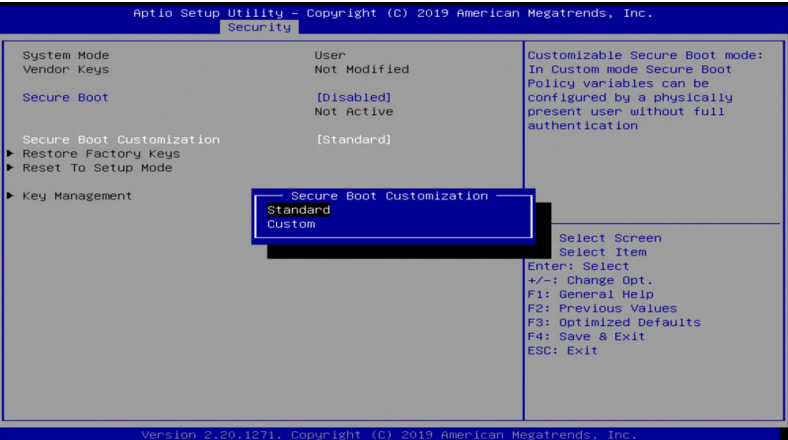 Aptio Setup Utility – Copyright (C) 2019 American Megatrends, Inc.
Security
System Mode User
Vendor Keys Not Modified
Secure Boot [Disabled]
Not Active
Secure Boot Customization [Standard]
▶ Restore Factory Keys
▶ Reset To Setup Mode
▶ Key Management
Customizable Secure Boot mode:
In Custom mode Secure Boot
Policy variables can be
configured by a physically
present user without full
authentication
Secure Boot Customization
Standard
Custom
Select Screen
Select Item
Enter: Select
+/-: Change Opt.
F1: General Help
F2: Previous Values
F3: Optimized Defaults
F4: Save & Exit
ESC: Exit
Version 2.20.1271. Copyright (C) 2019 American Megatrends, Inc.